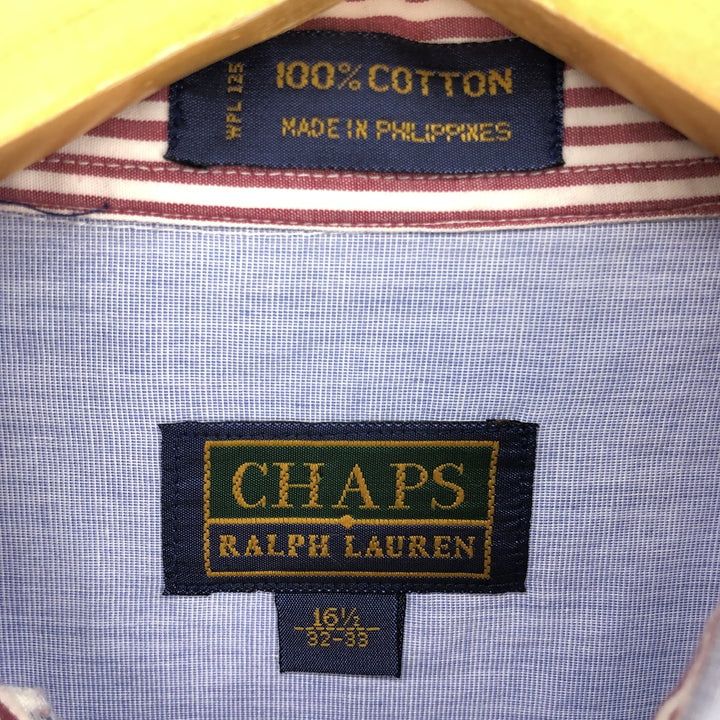 WPL 125
100% COTTON
MADE IN PHILIPPINES
CHAPS
RALPH LAUREN
16½
32-33